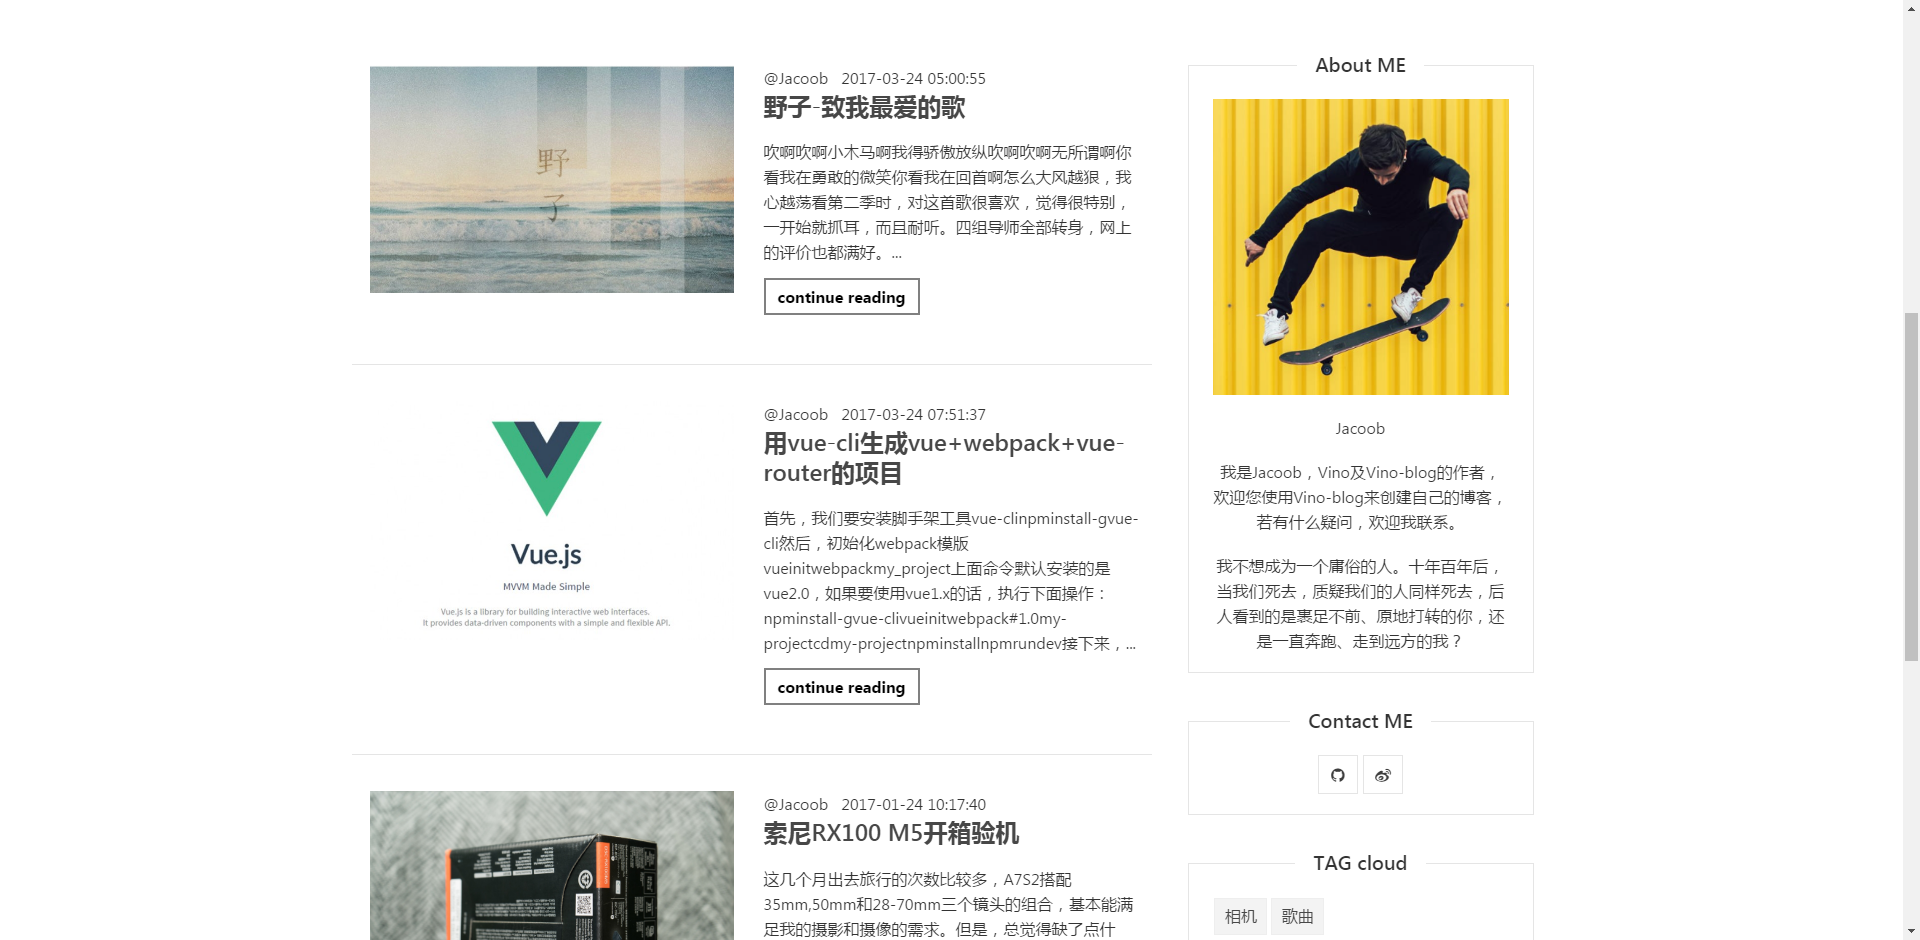 @Jacoob 2017-03-24 05:00:55
野子-致我最爱的歌
吹啊吹啊小木马啊我得骄傲放纵吹啊吹啊无所谓啊你
看我在勇敢的微笑你看我在回首啊怎么大风越狠，我
心越荡看第二季时，对这首歌很喜欢，觉得很特别，
一开始就抓耳，而且耐听。四组导师全部转身，网上
的评价也都满好。...
continue reading
野
子
@Jacoob 2017-03-24 07:51:37
用vue-cli生成vue+webpack+vue-
router的项目
首先，我们要安装脚手架工具vue-clinpminstall-gvue-
cli然后，初始化webpack模版
vueinitwebpackmy_project上面命令默认安装的是
vue2.0，如果要使用vue1.x的话，执行下面操作：
npminstall-gvue-clivueinitwebpack#1.0my-
projectcdmy-projectnpminstallnpmrundev接下来，...
continue reading
Vue.js
MVVM Made Simple
Vue.js is a library for building interactive web interfaces.
It provides data-driven components with a simple and flexible API.
@Jacoob 2017-01-24 10:17:40
索尼RX100 M5开箱验机
这几个月出去旅行的次数比较多，A7S2搭配
35mm,50mm和28-70mm三个镜头的组合，基本能满
足我的摄影和摄像的需求。但是，总觉得缺了点什
About ME
Jacoob
我是Jacoob，Vino及Vino-blog的作者，
欢迎您使用Vino-blog来创建自己的博客，
若有什么疑问，欢迎我联系。
我不想成为一个庸俗的人。十年百年后，
当我们死去，质疑我们的人同样死去，后
人看到的是裹足不前、原地打转的你，还
是一直奔跑、走到远方的我？
Contact ME
TAG cloud
相机
歌曲